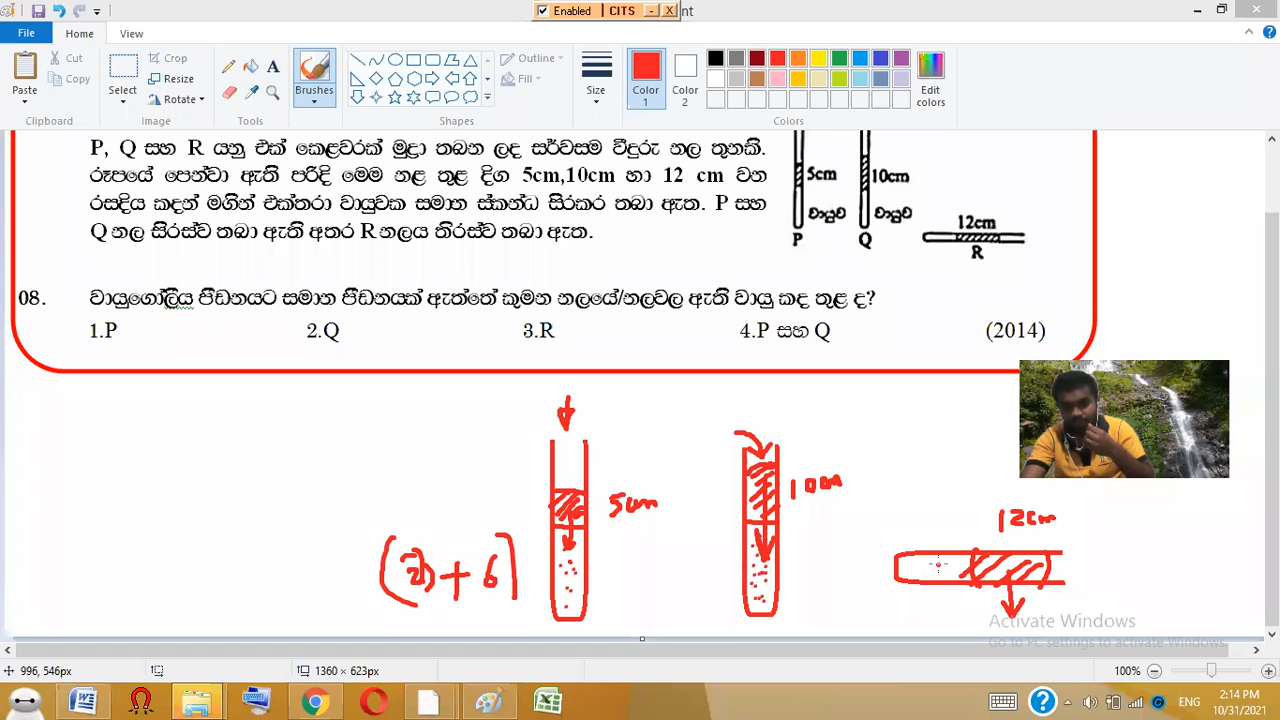 Enabled | CITS
nt
File Home View
Cut
Copy
Paste
Clipboard
Crop
Resize
Rotate
Select
Image
Tools
Brushes
Outline
Fill
Shapes
Size
Color 1
Color 2
Edit colors
Colors
P, Q සහ R යනු එක් කෙළවරක් මුද්‍රා තබන ලද සර්වසම වීදුරු නල තුනකි.
රූපයේ පෙන්වා ඇති පරිදි මෙම නළ තුළ දිග 5cm,10cm හා 12 cm වන
රසදිය කඳන් මගින් එක්තරා වායුවක සමාන ස්කන්ධ සිරකර තබා ඇත. P සහ
Q නල සිරස්ව තබා ඇති අතර R නලය තිරස්ව තබා ඇත.
5cm
10cm
වායුව
වායුව
P
Q
12cm
R
08. වායුගෝලීය පීඩනයට සමාන පීඩනයක් ඇත්තේ කුමන නලයේ/නලවල ඇති වායු කඳ තුළ ද?
1.P 2.Q 3.R 4.P සහ Q (2014)
5cm
10cm
12cm
+ 6
Activate Windows
Go to PC settings to activate Windows.
996, 546px
1360 × 623px
100%
ENG
2:14 PM
10/31/2021